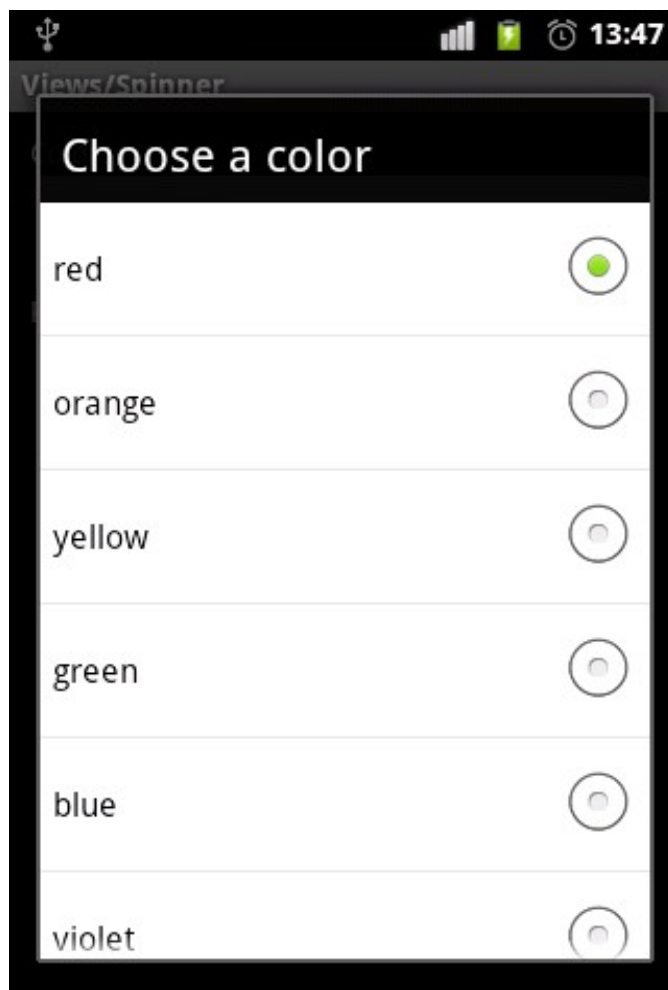 13:47
Views/Spinner
Choose a color
red
orange
yellow
green
blue
violet